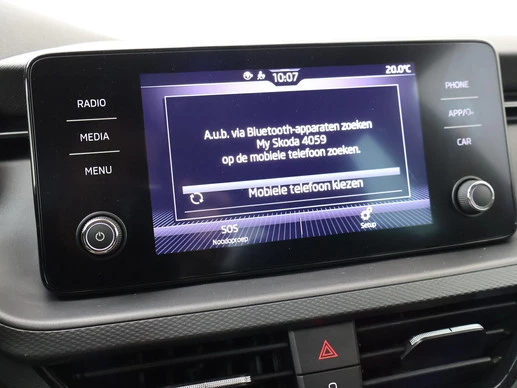 10:07
20.0°C
RADIO
MEDIA
MENU
PHONE
APP/
CAR
A.u.b. via Bluetooth-apparaten zoeken
My Skoda 4059
op de mobiele telefoon zoeken.
Mobiele telefoon kiezen
SOS
Noodoproep
Setup